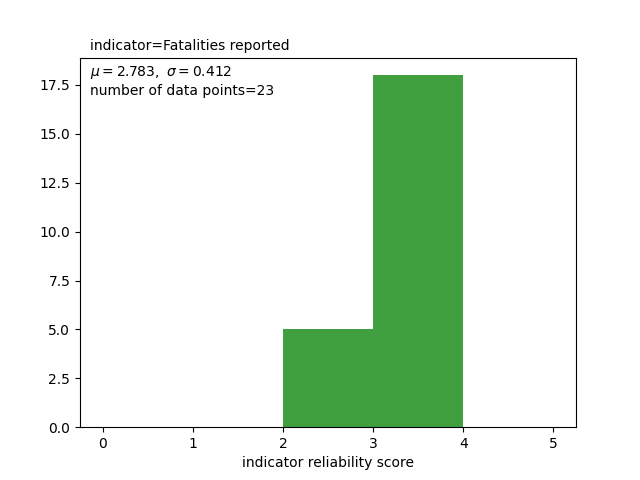 indicator=Fatalities reported
μ = 2.783, σ = 0.412
number of data points=23
17.5
15.0
12.5
10.0
7.5
5.0
2.5
0.0
0 1 2 3 4 5
indicator reliability score